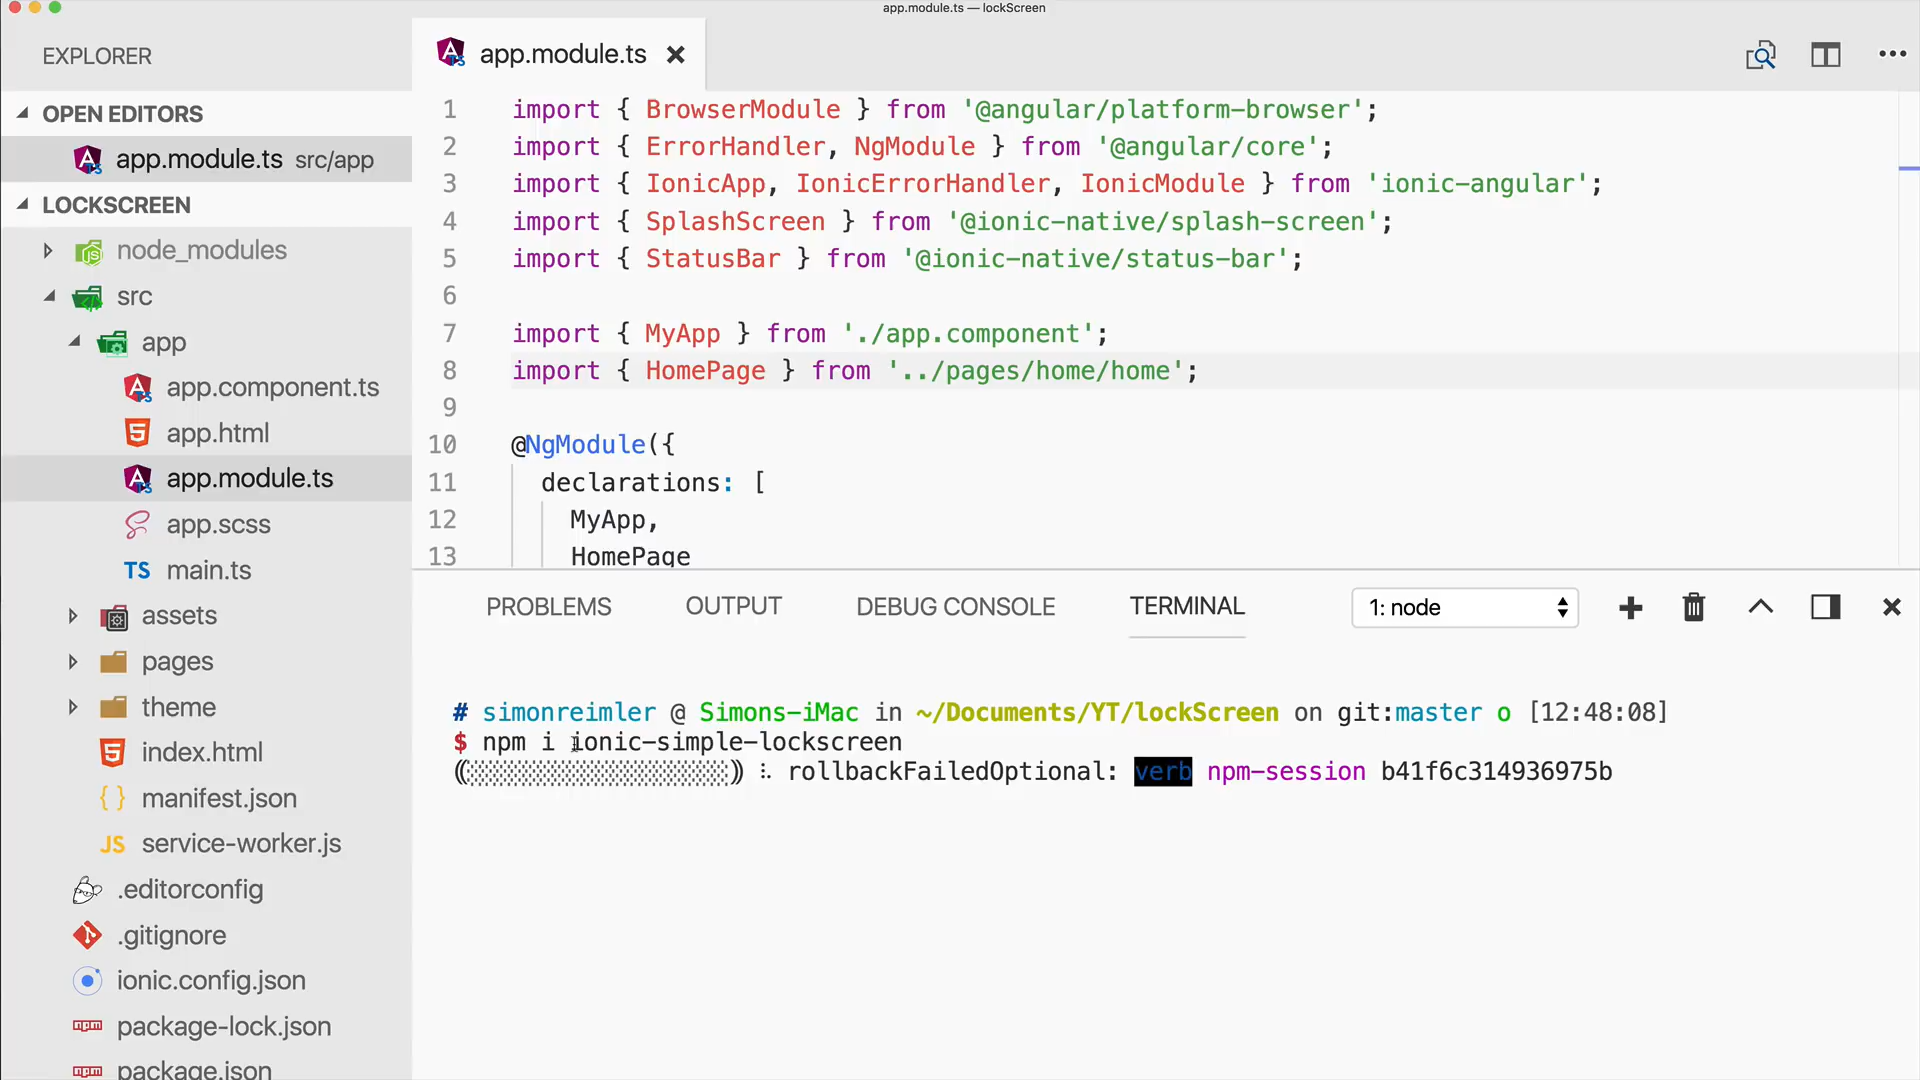 app.module.ts — lockScreen
EXPLORER
OPEN EDITORS
app.module.ts src/app
LOCKSCREEN
node_modules
src
app
app.component.ts
app.html
app.module.ts
app.scss
TS main.ts
assets
pages
theme
index.html
{} manifest.json
JS service-worker.js
.editorconfig
.gitignore
ionic.config.json
package-lock.json
package.json
app.module.ts
1 import { BrowserModule } from '@angular/platform-browser';
2 import { ErrorHandler, NgModule } from '@angular/core';
3 import { IonicApp, IonicErrorHandler, IonicModule } from 'ionic-angular';
4 import { SplashScreen } from '@ionic-native/splash-screen';
5 import { StatusBar } from '@ionic-native/status-bar';
6
7 import { MyApp } from './app.component';
8 import { HomePage } from '../pages/home/home';
9
10 @NgModule({
11 declarations: [
12 MyApp,
13 HomePage
PROBLEMS OUTPUT DEBUG CONSOLE TERMINAL 1: node
# simonreimler @ Simons-iMac in ~/Documents/YT/lockScreen on git:master o [12:48:08]
$ npm i ionic-simple-lockscreen
(░░░░░░░░░░░░░░░░░░) ⠧ rollbackFailedOptional: verb npm-session b41f6c314936975b